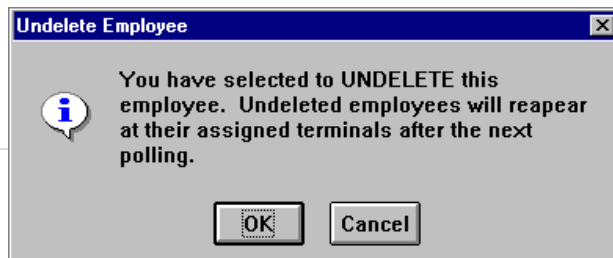 Undelete Employee
You have selected to UNDELETE this
employee. Undeleted employees will reapear
at their assigned terminals after the next
polling.
OK
Cancel